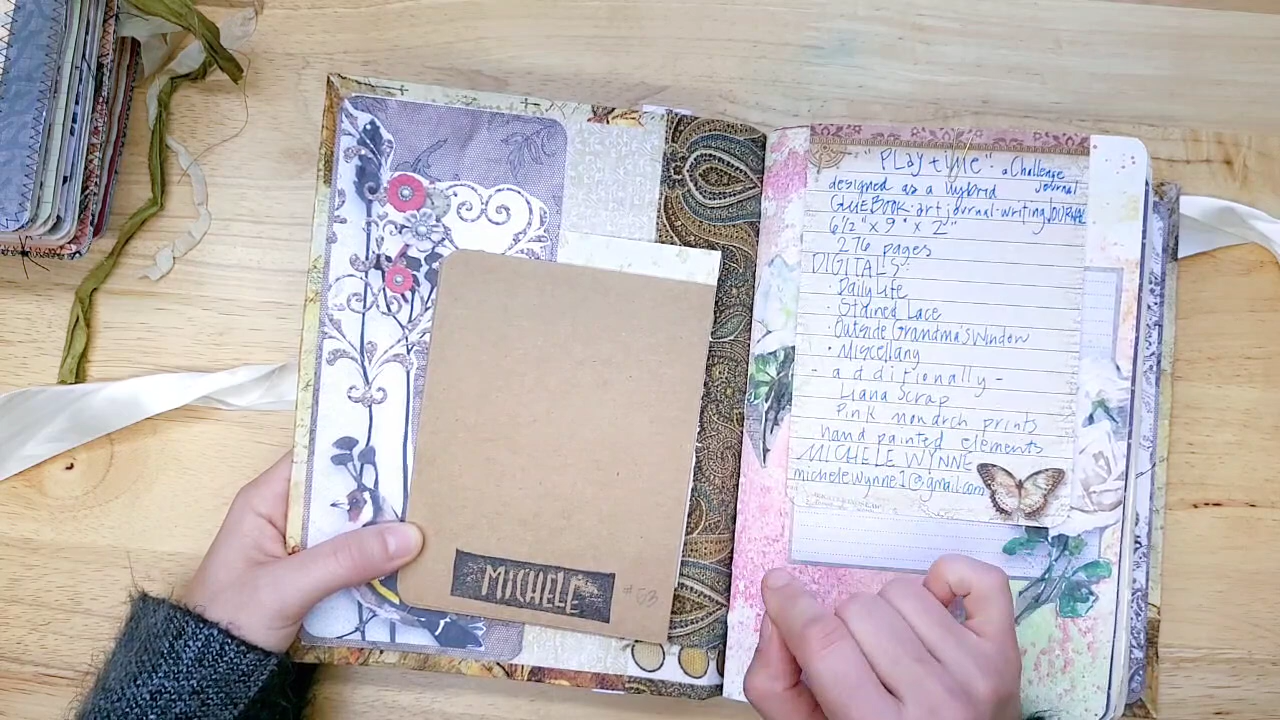 MICHELE
#63
"PLaytime" - a Challenge Journal
designed as a hybrid
GLUEBOOK·art journal·writing JOURNAL
6 1/2" x 9" x 2"
276 pages
DIGITALS:
· Daily Life
· Stained Lace
· Outside Grandma's Window
· Miscellany
- additionally -
Liana Scrap
Pink monarch prints
hand painted elements
MICHELE WYNNE
michelewynne1@gmail.com